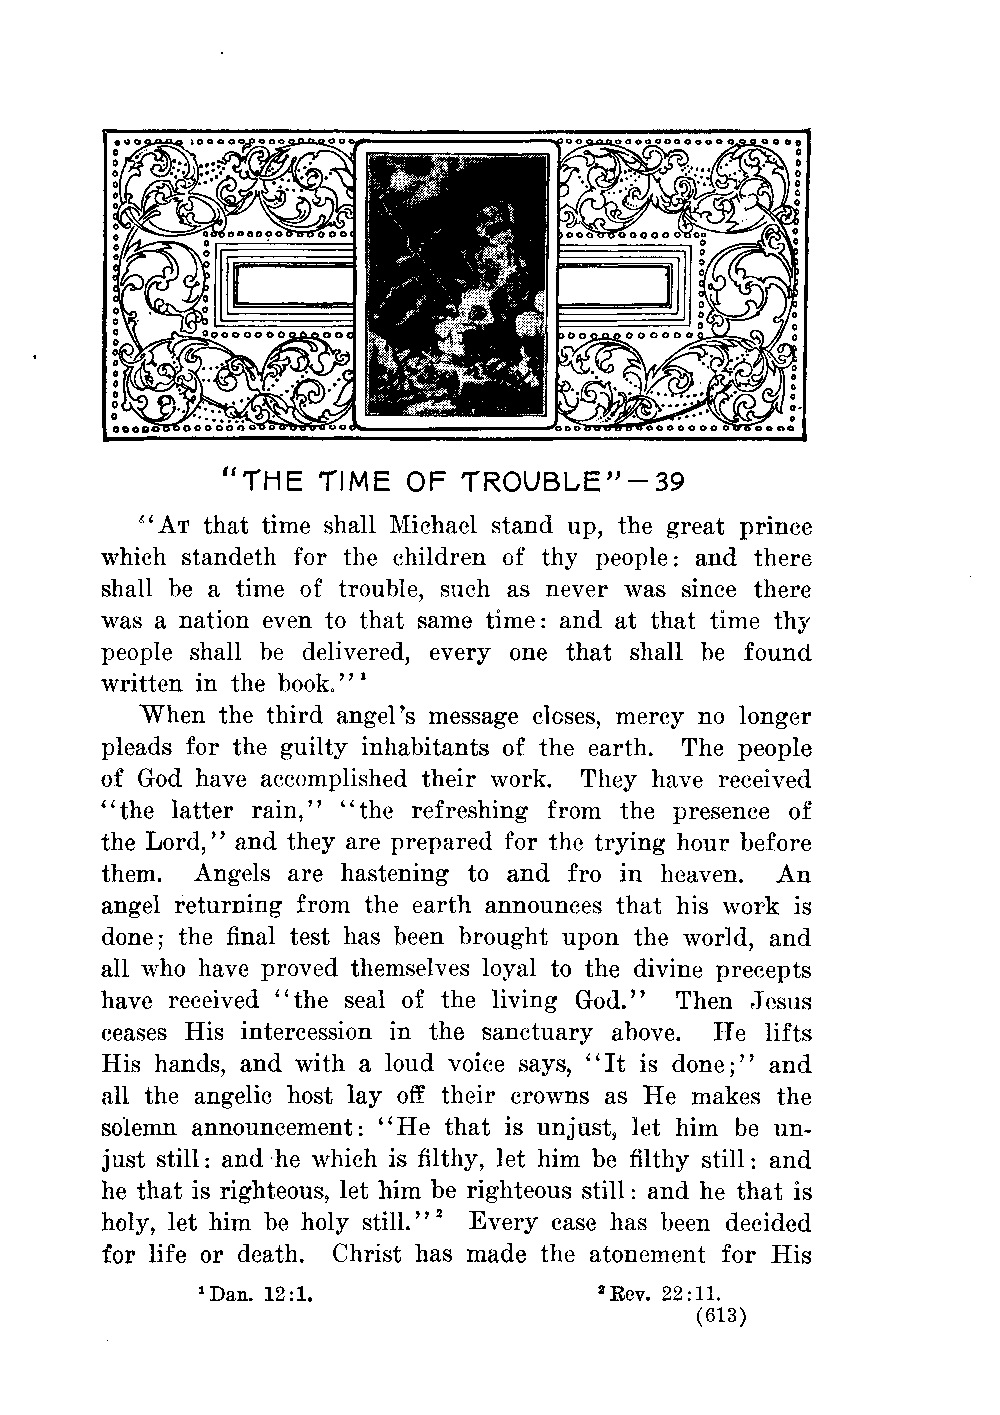 "THE TIME OF TROUBLE"—39
"AT that time shall Michael stand up, the great prince
which standeth for the children of thy people: and there
shall be a time of trouble, such as never was since there
was a nation even to that same time: and at that time thy
people shall be delivered, every one that shall be found
written in the book."¹
When the third angel's message closes, mercy no longer
pleads for the guilty inhabitants of the earth. The people
of God have accomplished their work. They have received
"the latter rain," "the refreshing from the presence of
the Lord," and they are prepared for the trying hour before
them. Angels are hastening to and fro in heaven. An
angel returning from the earth announces that his work is
done; the final test has been brought upon the world, and
all who have proved themselves loyal to the divine precepts
have received "the seal of the living God." Then Jesus
ceases His intercession in the sanctuary above. He lifts
His hands, and with a loud voice says, "It is done;" and
all the angelic host lay off their crowns as He makes the
solemn announcement: "He that is unjust, let him be un-
just still: and he which is filthy, let him be filthy still: and
he that is righteous, let him be righteous still: and he that is
holy, let him be holy still."² Every case has been decided
for life or death. Christ has made the atonement for His
¹Dan. 12:1. ²Rev. 22:11.
(613)